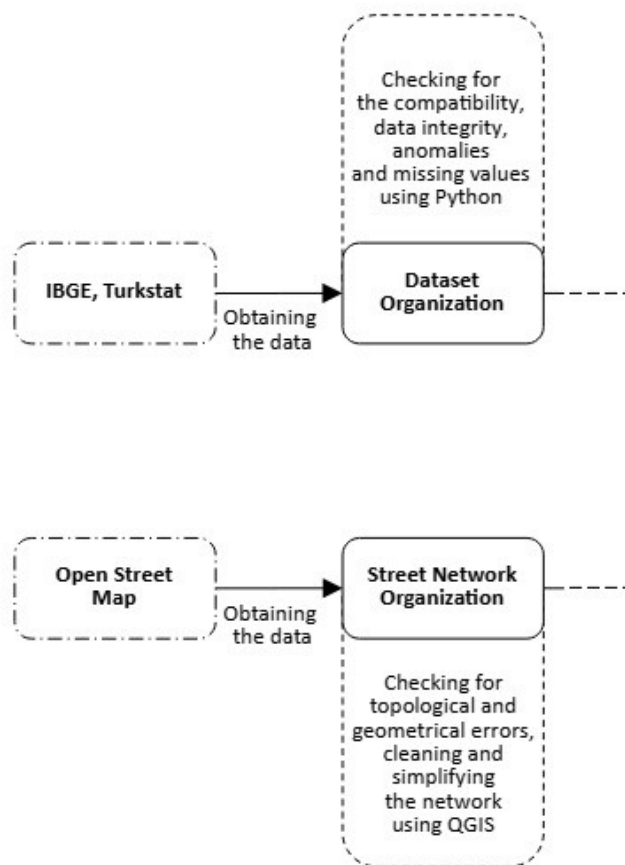 Checking for
the compatibility,
data integrity,
anomalies
and missing values
using Python
IBGE, Turkstat
Obtaining
the data
Dataset
Organization
Open Street
Map
Obtaining
the data
Street Network
Organization
Checking for
topological and
geometrical errors,
cleaning and
simplifying
the network
using QGIS